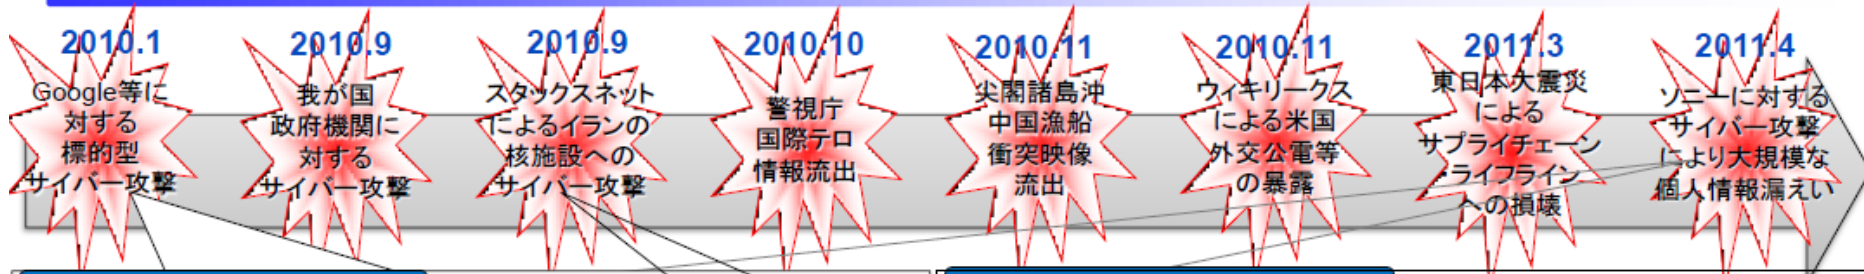 2010.1
Google等に
対する
標的型
サイバー攻撃
2010.9
我が国
政府機関に
対する
サイバー攻撃
2010.9
スタックスネット
によるイランの
核施設への
サイバー攻撃
2010.10
警視庁
国際テロ
情報流出
2010.11
尖閣諸島沖
中国漁船
衝突映像
流出
2010.11
ウィキリークス
による米国
外交公電等
の暴露
2011.3
東日本大震災
による
サプライチェーン
・ライフライン
への損壊
2011.4
ソニーに対する
サイバー攻撃
により大規模な
個人情報漏えい